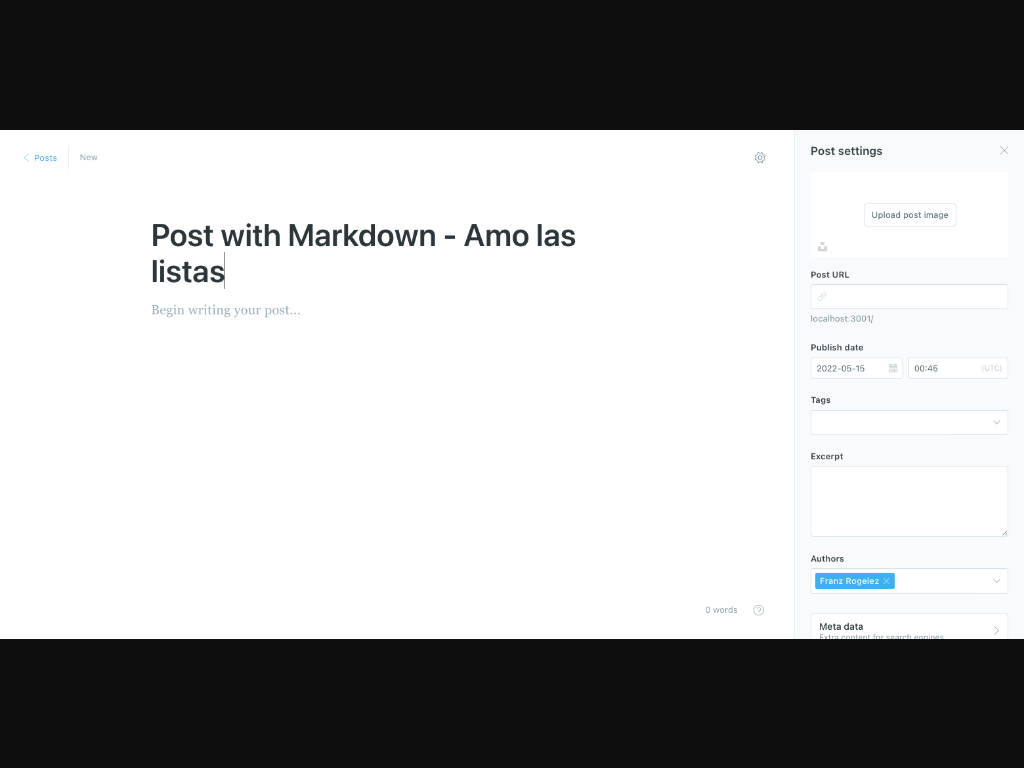 Posts
New
Post with Markdown - Amo las
listas
Begin writing your post...
0 words
Post settings
Upload post image
Post URL
localhost:3001/
Publish date
2022-05-15
00:45
(UTC)
Tags
Excerpt
Authors
Franz Rogelez
Meta data
Extra content for search engines